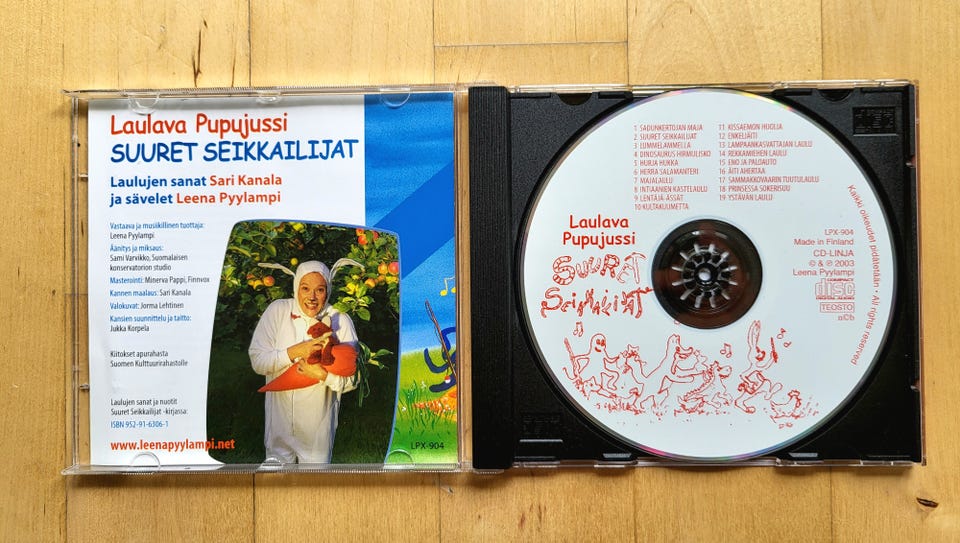 Laulava Pupujussi
SUURET SEIKKAILIJAT
Laulujen sanat Sari Kanala
ja sävelet Leena Pyylampi
Vastaava ja musiikillinen tuottaja:
Leena Pyylampi
Äänitys ja miksaus:
Sami Varvikko, Suomalaisen
konservatorion studio
Masterointi: Minerva Pappi, Finnvox
Kannen maalaus: Sari Kanala
Valokuvat: Jorma Lehtinen
Kansien suunnittelu ja taitto:
Jukka Korpela
Kiitokset apurahasta
Suomen Kulttuurirahastolle
Laulujen sanat ja nuotit
Suuret Seikkailijat -kirjassa:
ISBN 952-91-6306-1
www.leenapyylampi.net
LPX-904
1 SADUNKERTOJAN MAJA
2 SUURET SEIKKAILIJAT
3 LUMMELAMMELLA
4 DINOSAURUS HIRMULISKO
5 HURJA HUKKA
6 HERRA SALAMANTERI
7 MAJALAULU
8 INTIAANIEN KASTELAULU
9 LENTÄJÄ-ÄSSÄT
10 KULTAKUUMETTA
11 KISSAEMON HUOLIA
12 ENKELIÄITI
13 LAMPAANKASVATTAJAN LAULU
14 REKKAMIEHEN LAULU
15 ENO JA PALOAUTO
16 ÄITI AHERTAA
17 SAMMAKKOVAARIN TUUTULAULU
18 PRINSESSA SOKERISUU
19 YSTÄVÄN LAULU
Laulava
Pupujussi
SUURET
Seikkailijat
LPX-904
Made in Finland
CD-LINJA
© & ℗ 2003
Leena Pyylampi
COMPACT
disc
DIGITAL AUDIO
TEOSTO
n©b
Kaikki oikeudet pidätetään • All rights reserved